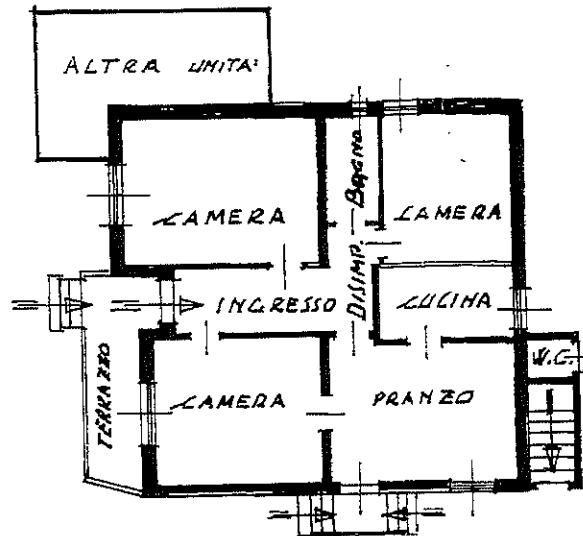 ALTRA UNITA'
BAGNO
CAMERA
CAMERA
DISIMP.
INGRESSO
CUCINA
TERRAZZO
W.C.
CAMERA
PRANZO